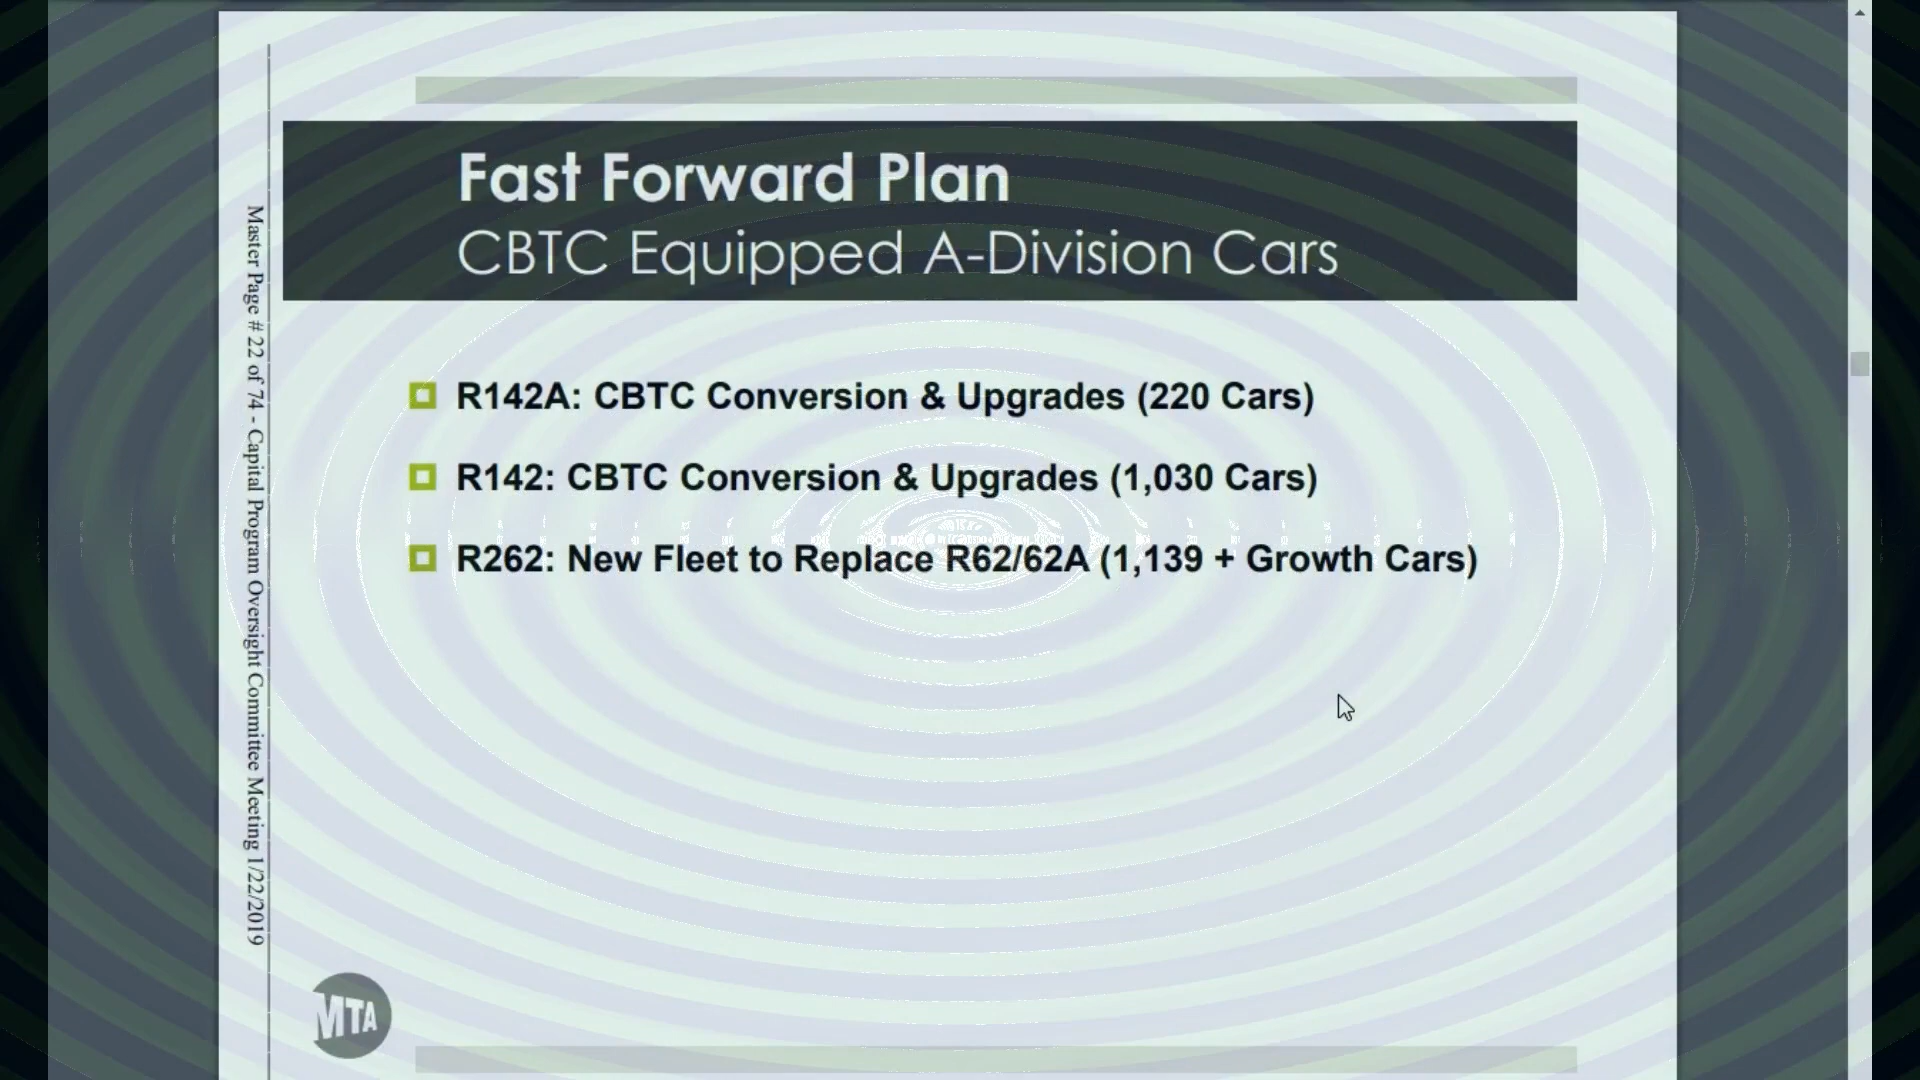 Fast Forward Plan
CBTC Equipped A-Division Cars
R142A: CBTC Conversion & Upgrades (220 Cars)
R142: CBTC Conversion & Upgrades (1,030 Cars)
R262: New Fleet to Replace R62/62A (1,139 + Growth Cars)
Master Page # 22 of 74 - Capital Program Oversight Committee Meeting 1/22/2019
MTA